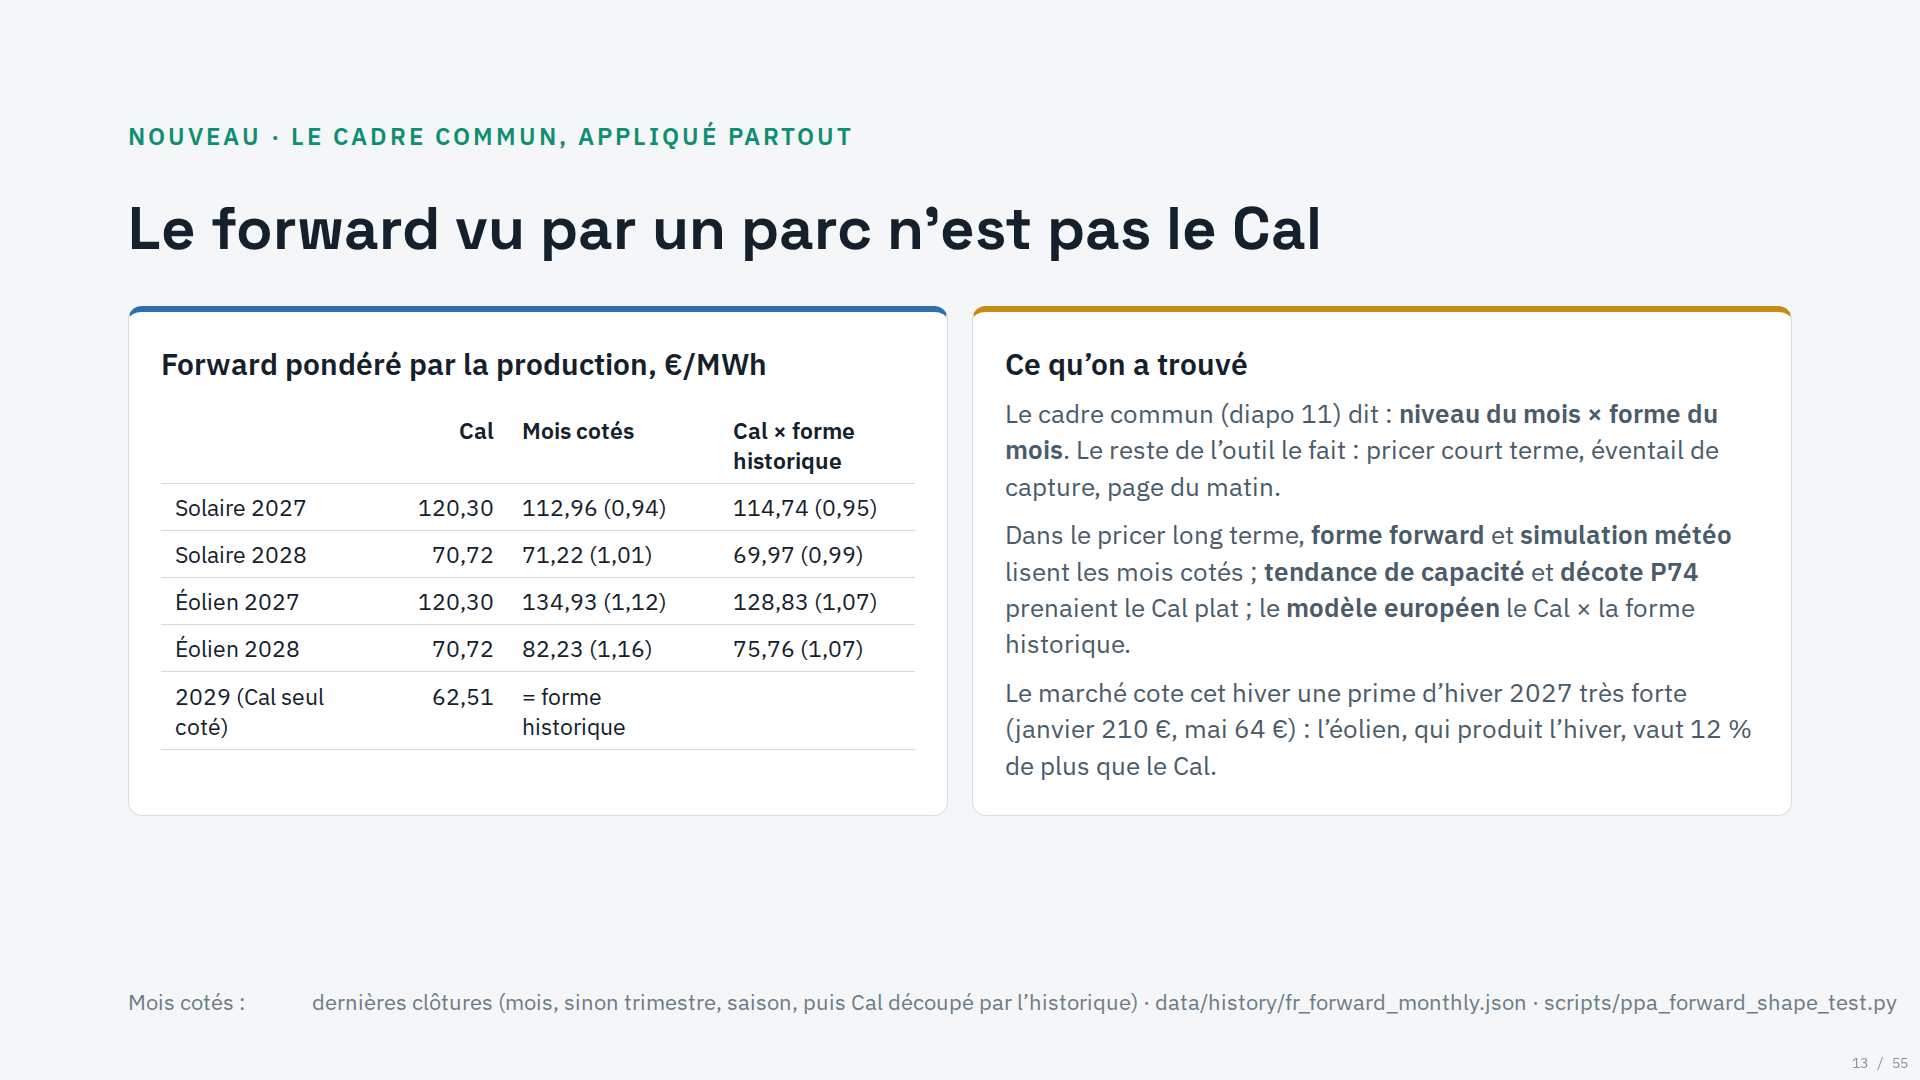 NOUVEAU · LE CADRE COMMUN, APPLIQUÉ PARTOUT
Le forward vu par un parc n’est pas le Cal
Forward pondéré par la production, €/MWh
Cal Mois cotés Cal × forme
historique
Solaire 2027 120,30 112,96 (0,94) 114,74 (0,95)
Solaire 2028 70,72 71,22 (1,01) 69,97 (0,99)
Éolien 2027 120,30 134,93 (1,12) 128,83 (1,07)
Éolien 2028 70,72 82,23 (1,16) 75,76 (1,07)
2029 (Cal seul 62,51 = forme
coté) historique
Ce qu’on a trouvé
Le cadre commun (diapo 11) dit : niveau du mois × forme du
mois. Le reste de l’outil le fait : pricer court terme, éventail de
capture, page du matin.
Dans le pricer long terme, forme forward et simulation météo
lisent les mois cotés ; tendance de capacité et décote P74
prenaient le Cal plat ; le modèle européen le Cal × la forme
historique.
Le marché cote cet hiver une prime d’hiver 2027 très forte
(janvier 210 €, mai 64 €) : l’éolien, qui produit l’hiver, vaut 12 %
de plus que le Cal.
Mois cotés : dernières clôtures (mois, sinon trimestre, saison, puis Cal découpé par l’historique) · data/history/fr_forward_monthly.json · scripts/ppa_forward_shape_test.py
13 / 55